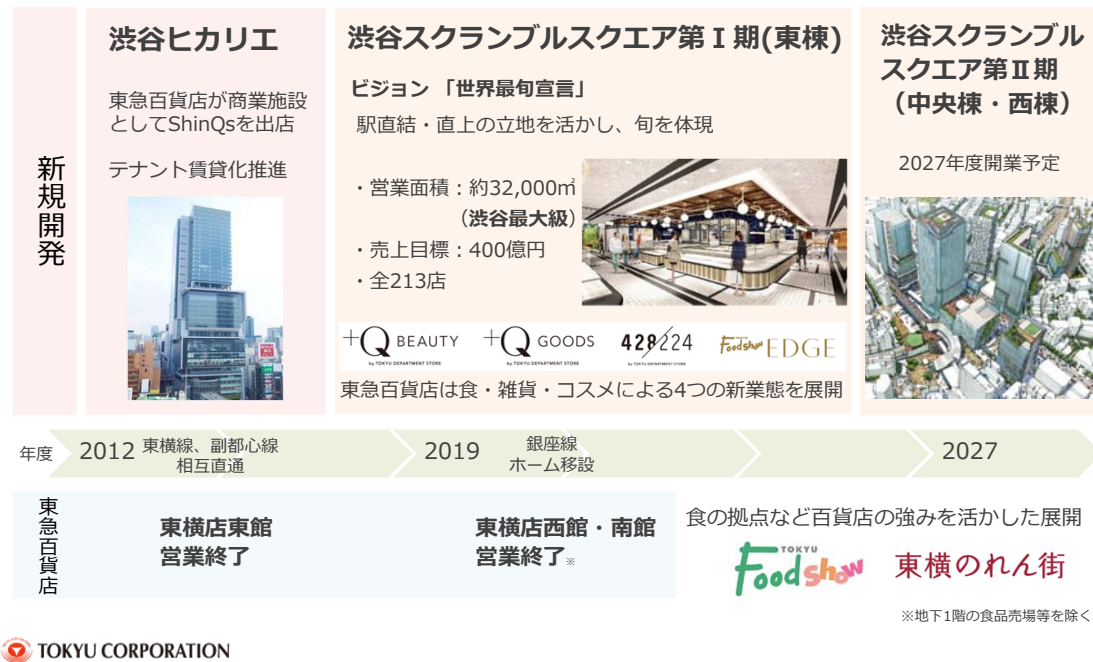 新規開発
渋谷ヒカリエ
東急百貨店が商業施設
としてShinQsを出店
テナント賃貸化推進
渋谷スクランブルスクエア第Ⅰ期(東棟)
ビジョン 「世界最旬宣言」
駅直結・直上の立地を活かし、旬を体現
・営業面積：約32,000㎡
（渋谷最大級）
・売上目標：400億円
・全213店
+Q BEAUTY
by TOKYU DEPARTMENT STORE
+Q GOODS
by TOKYU DEPARTMENT STORE
428/224
by TOKYU DEPARTMENT STORE
Foodshow EDGE
東急百貨店は食・雑貨・コスメによる4つの新業態を展開
渋谷スクランブル
スクエア第Ⅱ期
（中央棟・西棟）
2027年度開業予定
年度
2012
東横線、副都心線
相互直通
2019
銀座線
ホーム移設
2027
東急百貨店
東横店東館
営業終了
東横店西館・南館
営業終了※
食の拠点など百貨店の強みを活かした展開
TOKYU
Foodshow
東横のれん街
※地下1階の食品売場等を除く
TOKYU CORPORATION